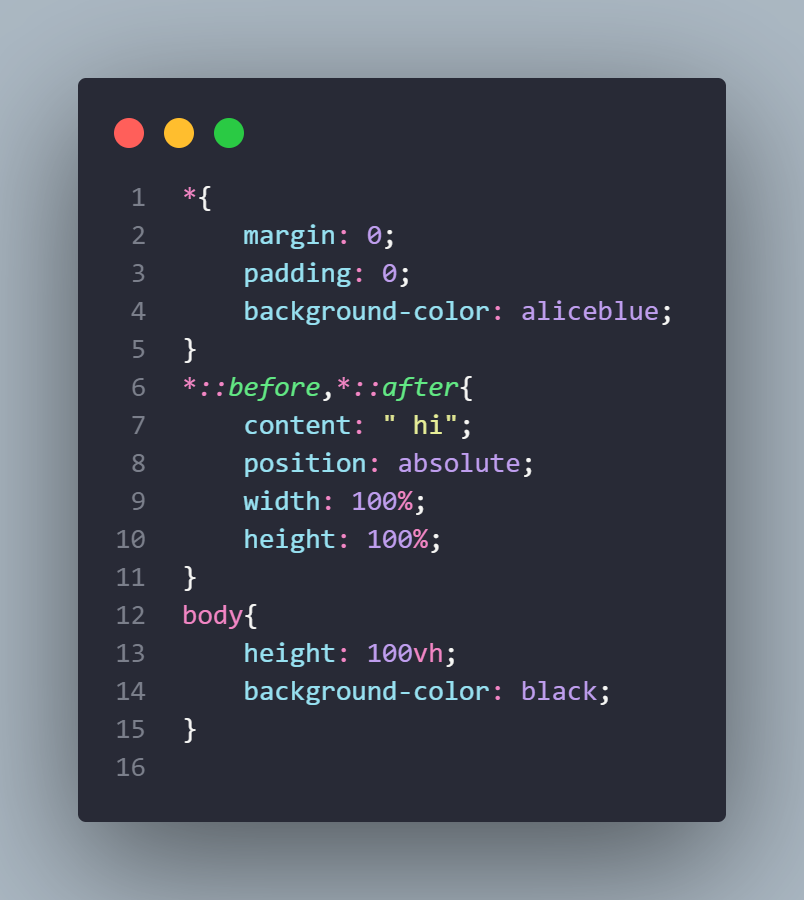 1 *{
2     margin: 0;
3     padding: 0;
4     background-color: aliceblue;
5 }
6 *::before,*::after{
7     content: " hi";
8     position: absolute;
9     width: 100%;
10     height: 100%;
11 }
12 body{
13     height: 100vh;
14     background-color: black;
15 }
16